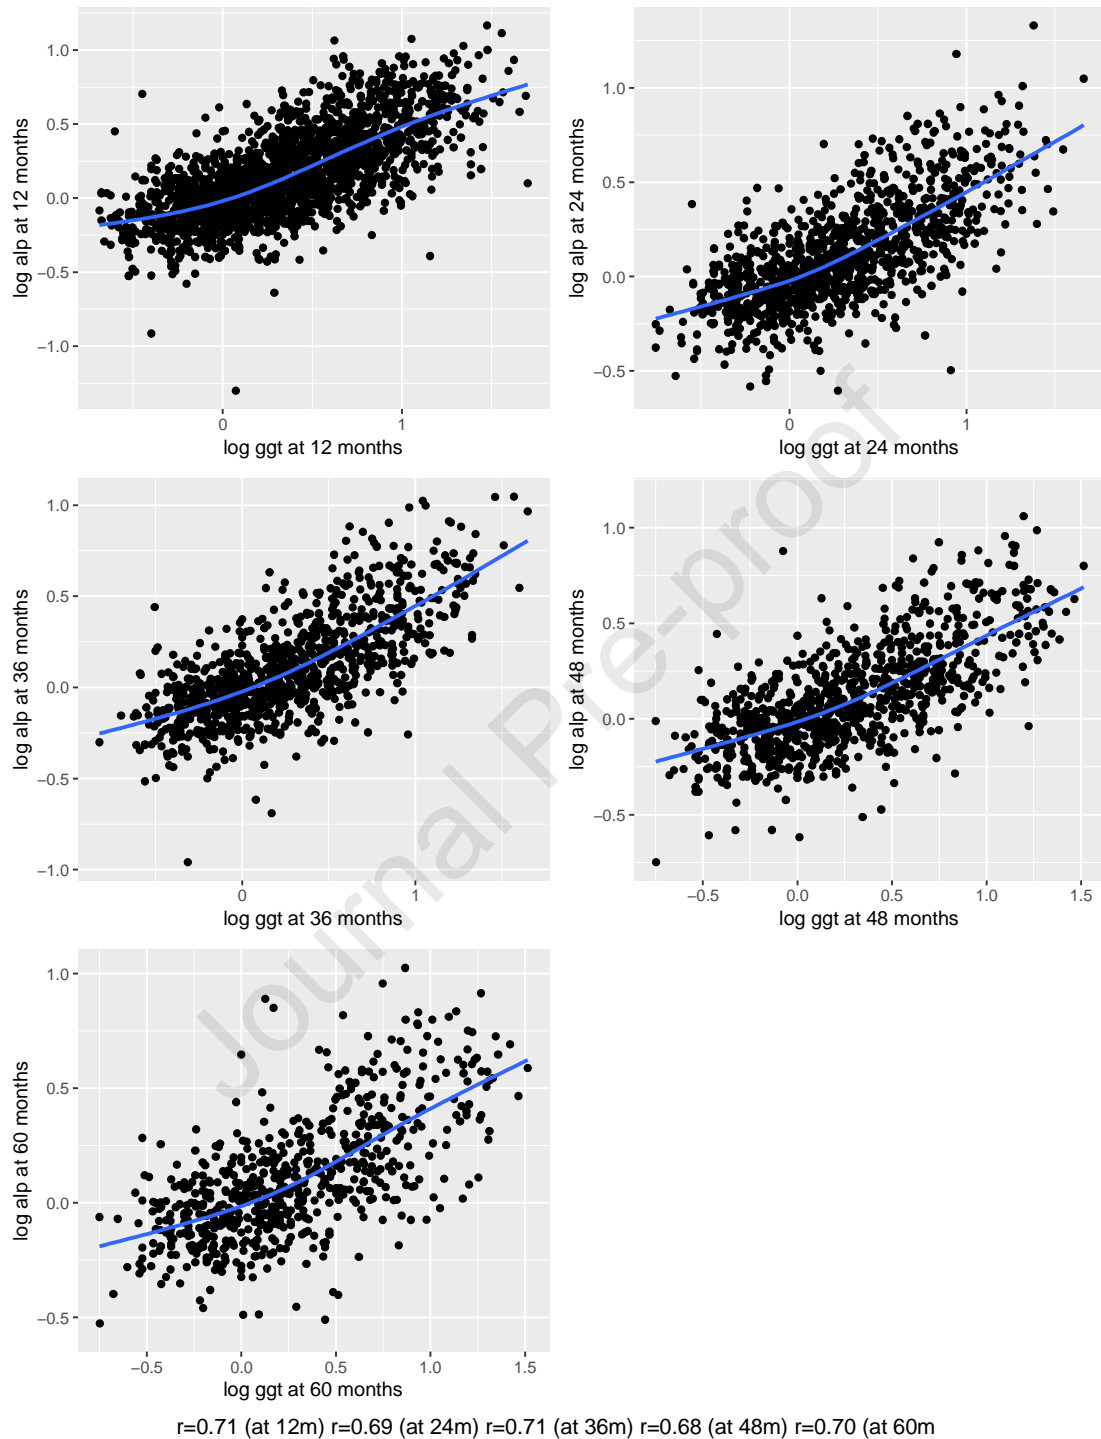 1.0
0.5
0.0
−0.5
−1.0
log alp at 12 months
0 1
log ggt at 12 months
1.0
0.5
0.0
−0.5
log alp at 24 months
0 1
log ggt at 24 months
1.0
0.5
0.0
−0.5
−1.0
log alp at 36 months
0 1
log ggt at 36 months
1.0
0.5
0.0
−0.5
log alp at 48 months
−0.5 0.0 0.5 1.0 1.5
log ggt at 48 months
1.0
0.5
0.0
−0.5
log alp at 60 months
−0.5 0.0 0.5 1.0 1.5
log ggt at 60 months
r=0.71 (at 12m) r=0.69 (at 24m) r=0.71 (at 36m) r=0.68 (at 48m) r=0.70 (at 60m
Journal Pre-proof